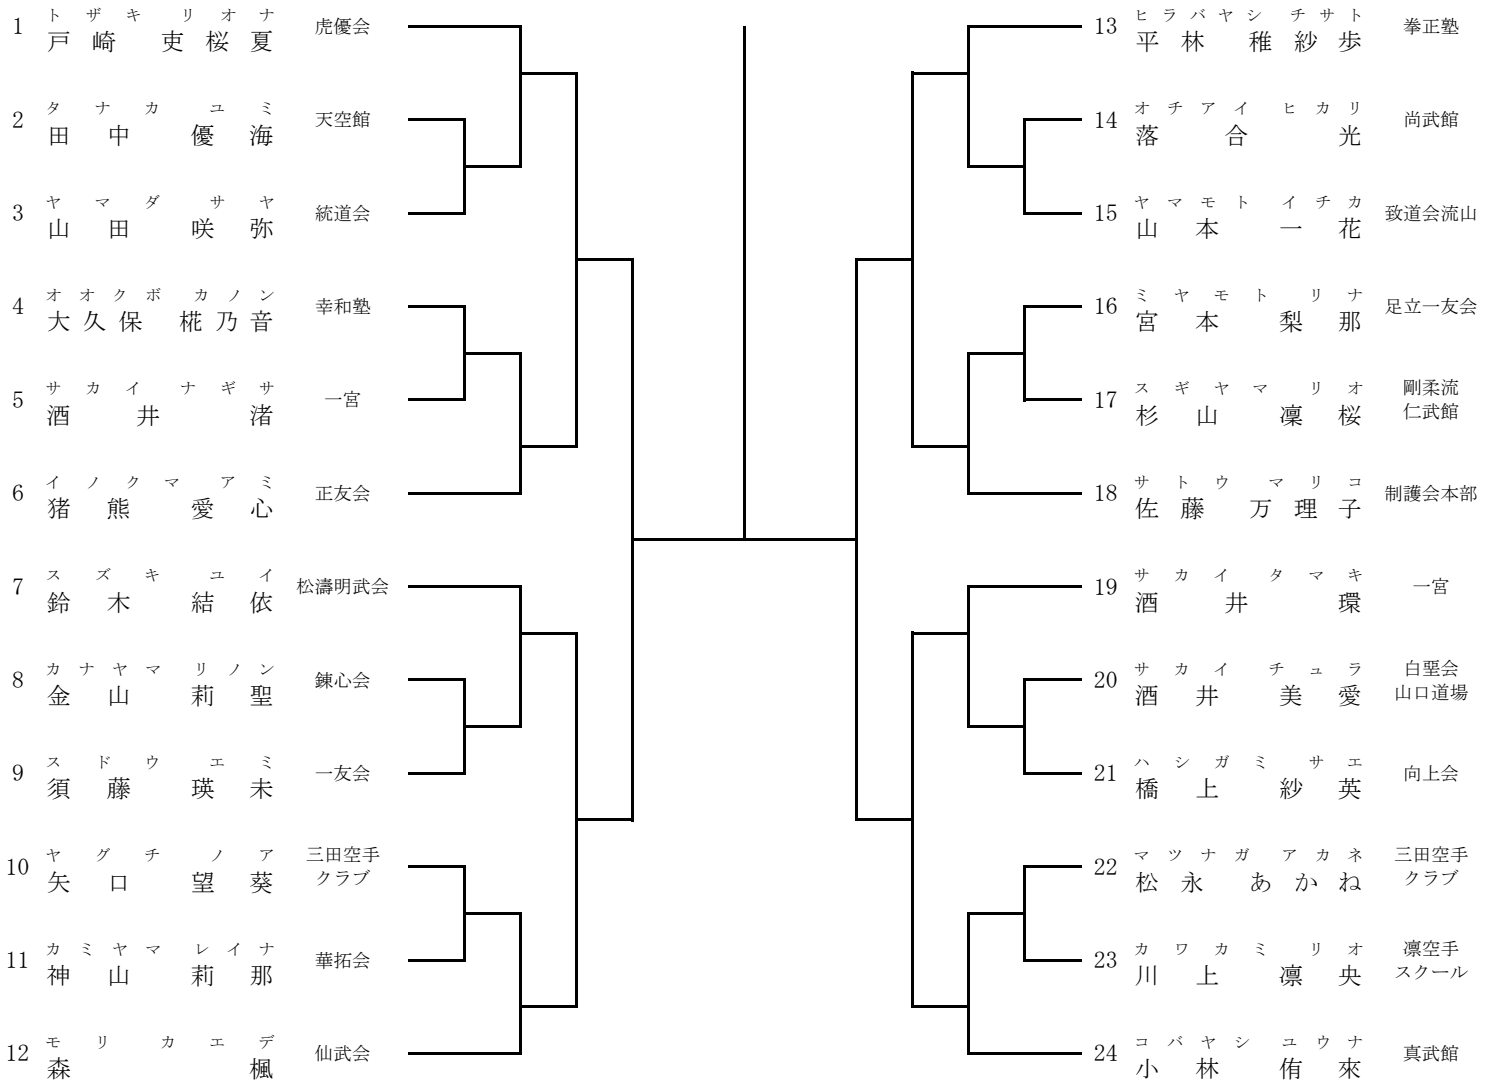 トザキ リオナ
1 戸崎 吏桜夏 虎優会
タナカ ユミ
2 田中 優海 天空館
ヤマダ サヤ
3 山田 咲弥 統道会
オオクボ カノン
4 大久保 椛乃音 幸和塾
サカイ ナギサ
5 酒井 渚 一宮
イノクマ アミ
6 猪熊 愛心 正友会
スズキ ユイ
7 鈴木 結依 松濤明武会
カナヤマ リノン
8 金山 莉聖 錬心会
スドウ エミ
9 須藤 瑛未 一友会
ヤグチ ノア
10 矢口 望葵 三田空手
クラブ
カミヤマ レイナ
11 神山 莉那 華拓会
モリ カエデ
12 森 楓 仙武会
ヒラバヤシ チサト
13 平林 稚紗歩 拳正塾
オチアイ ヒカリ
14 落合 光 尚武館
ヤマモト イチカ
15 山本 一花 致道会流山
ミヤモト リナ
16 宮本 梨那 足立一友会
スギヤマ リオ
17 杉山 凜桜 剛柔流
仁武館
サトウ マリコ
18 佐藤 万理子 制護会本部
サカイ タマキ
19 酒井 環 一宮
サカイ チュラ
20 酒井 美愛 白堊会
山口道場
ハシガミ サエ
21 橋上 紗英 向上会
マツナガ アカネ
22 松永 あかね 三田空手
クラブ
カワカミ リオ
23 川上 凛央 凛空手
スクール
コバヤシ ユウナ
24 小林 侑來 真武館